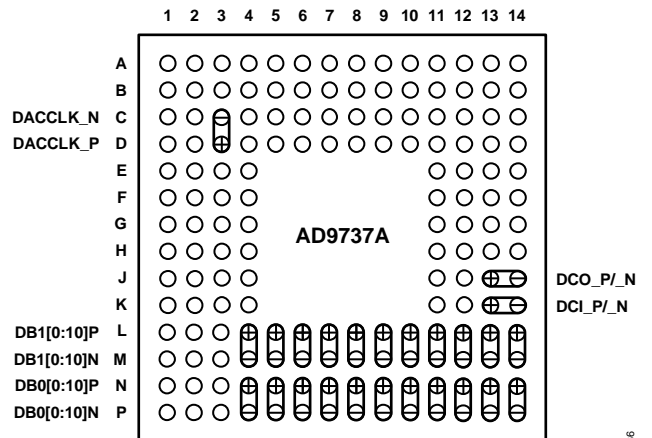 1 2 3 4 5 6 7 8 9 10 11 12 13 14
A
B
DACCLK_N C
DACCLK_P D
E
F
G
AD9737A
H
J DCO_P/_N
K DCI_P/_N
DB1[0:10]P L
DB1[0:10]N M
DB0[0:10]P N
DB0[0:10]N P